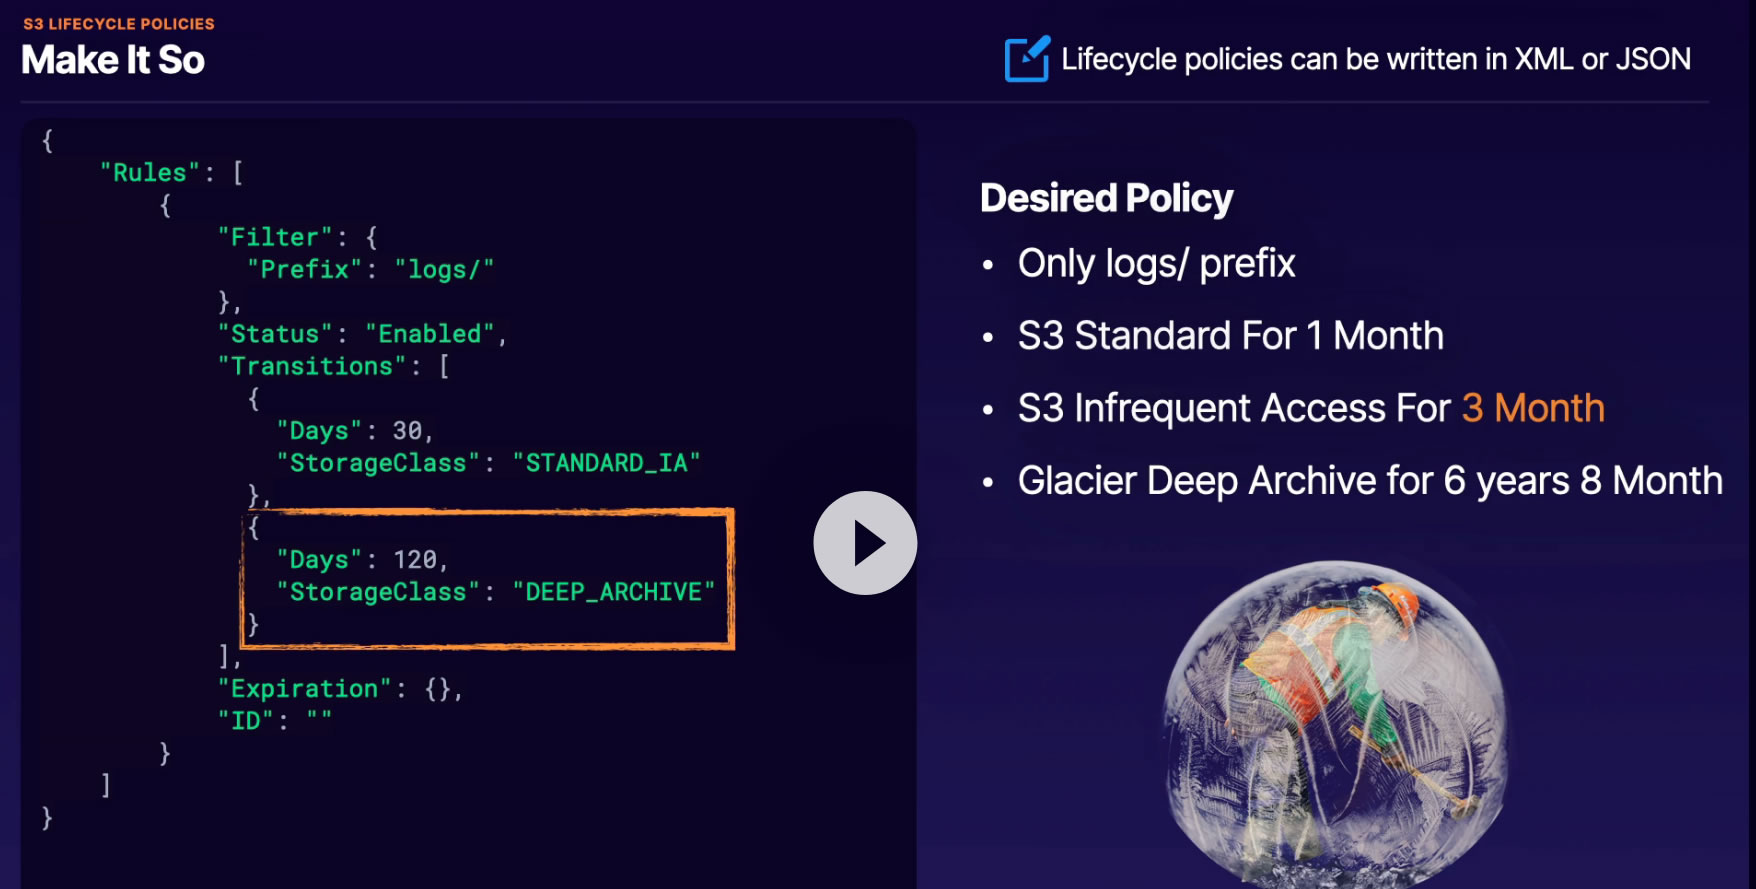 S3 LIFECYCLE POLICIES
Make It So
Lifecycle policies can be written in XML or JSON
{
"Rules": [
{
"Filter": {
"Prefix": "logs/"
},
"Status": "Enabled",
"Transitions": [
{
"Days": 30,
"StorageClass": "STANDARD_IA"
},
{
"Days": 120,
"StorageClass": "DEEP_ARCHIVE"
}
],
"Expiration": {},
"ID": ""
}
]
}
Desired Policy
• Only logs/ prefix
• S3 Standard For 1 Month
• S3 Infrequent Access For 3 Month
• Glacier Deep Archive for 6 years 8 Month